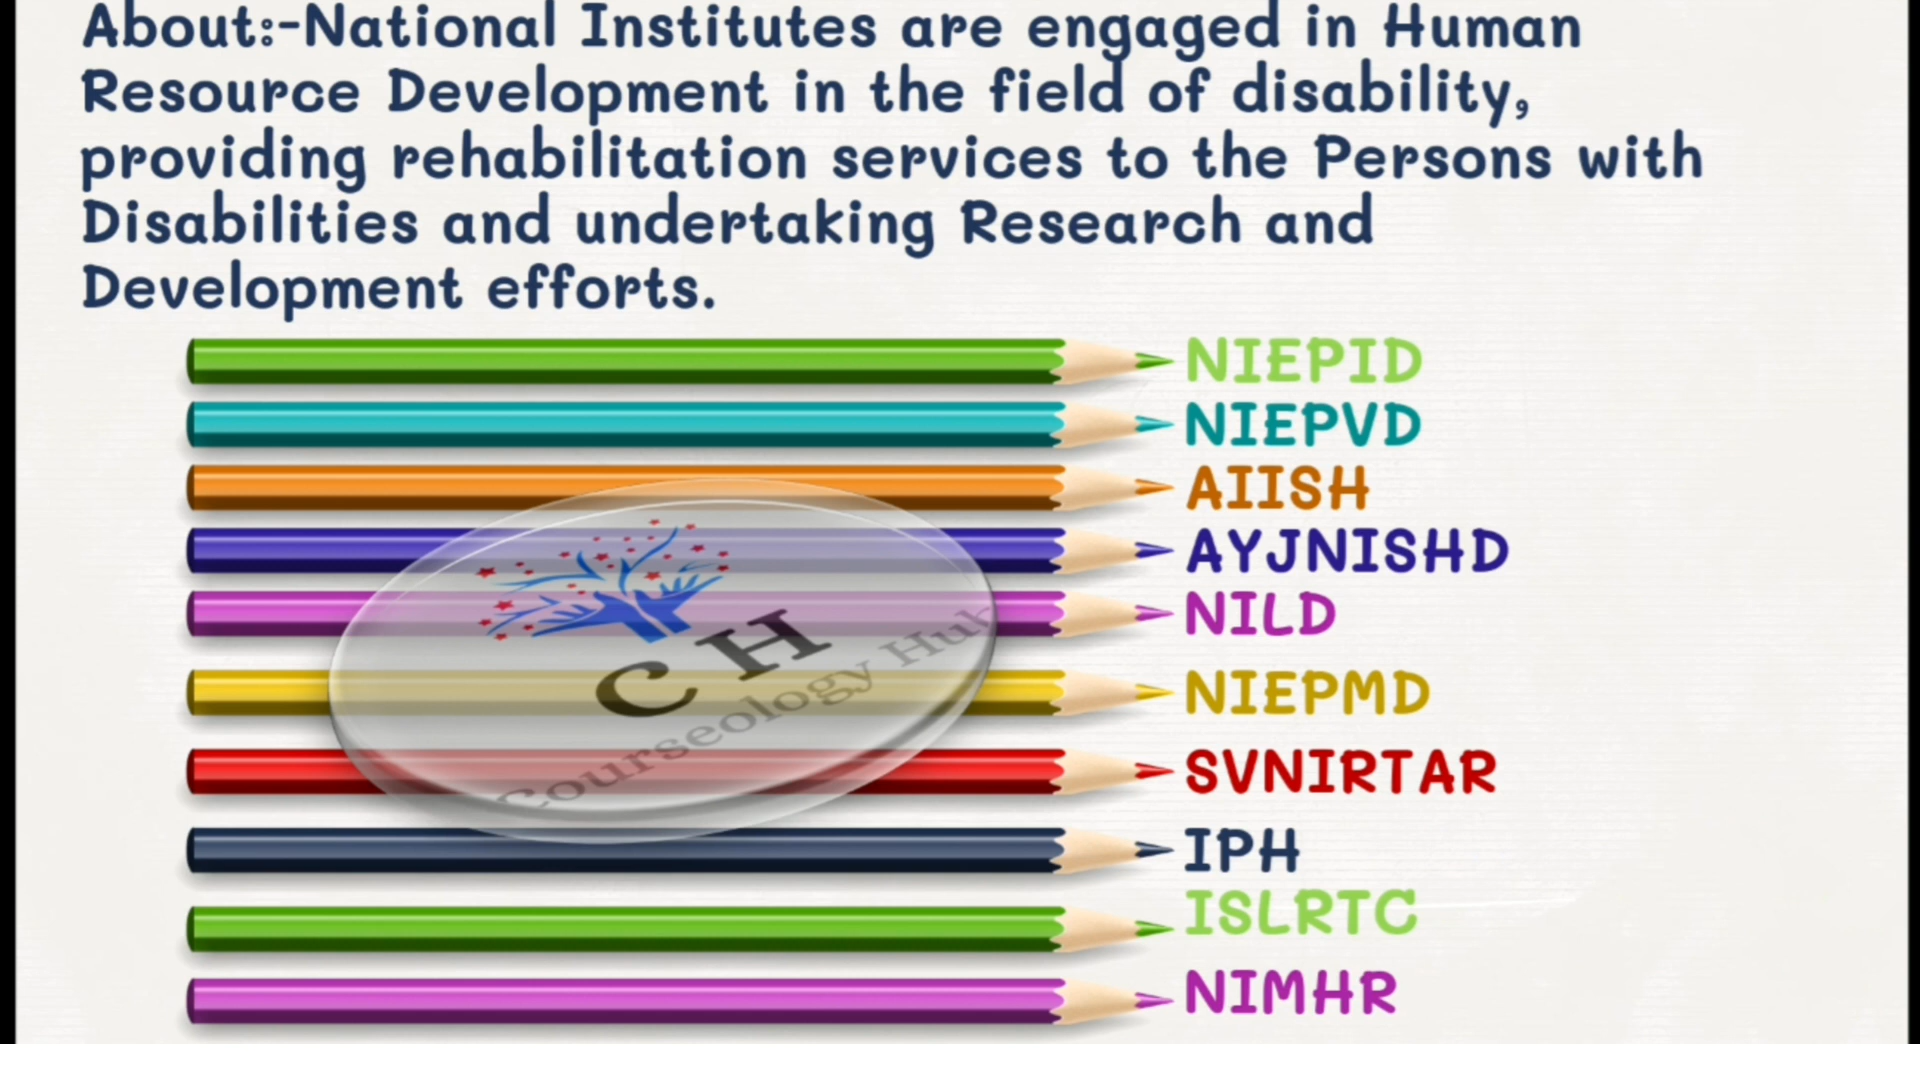 About:-National Institutes are engaged in Human
Resource Development in the field of disability,
providing rehabilitation services to the Persons with
Disabilities and undertaking Research and
Development efforts.
NIEPID
NIEPVD
AIISH
AYJNISHD
NILD
NIEPMD
SVNIRTAR
IPH
ISLRTC
NIMHR
C H
Courseology Hub